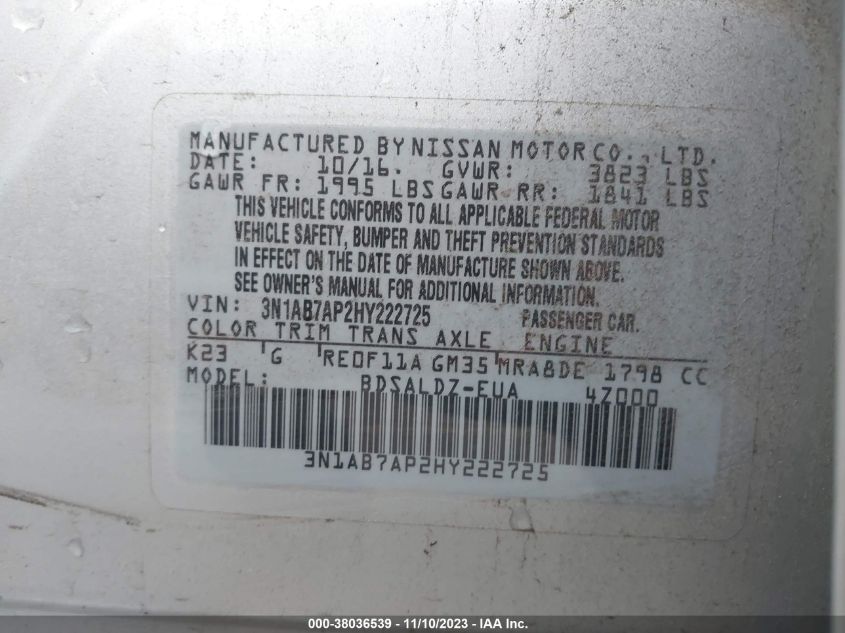 MANUFACTURED BY NISSAN MOTOR CO., LTD.
DATE: 10/16. GVWR: 3823 LBS
GAWR FR: 1995 LBS GAWR RR: 1841 LBS
THIS VEHICLE CONFORMS TO ALL APPLICABLE FEDERAL MOTOR
VEHICLE SAFETY, BUMPER AND THEFT PREVENTION STANDARDS
IN EFFECT ON THE DATE OF MANUFACTURE SHOWN ABOVE.
SEE OWNER'S MANUAL FOR ADDITIONAL INFORMATION.
VIN: 3N1AB7AP2HY222725 PASSENGER CAR.
COLOR TRIM TRANS AXLE ENGINE
K23 G RE0F11A GM35 MRA8DE 1798 CC
MODEL: BDSALDZ-EUA 4Z000
3N1AB7AP2HY222725
000-38036539 - 11/10/2023 - IAA Inc.